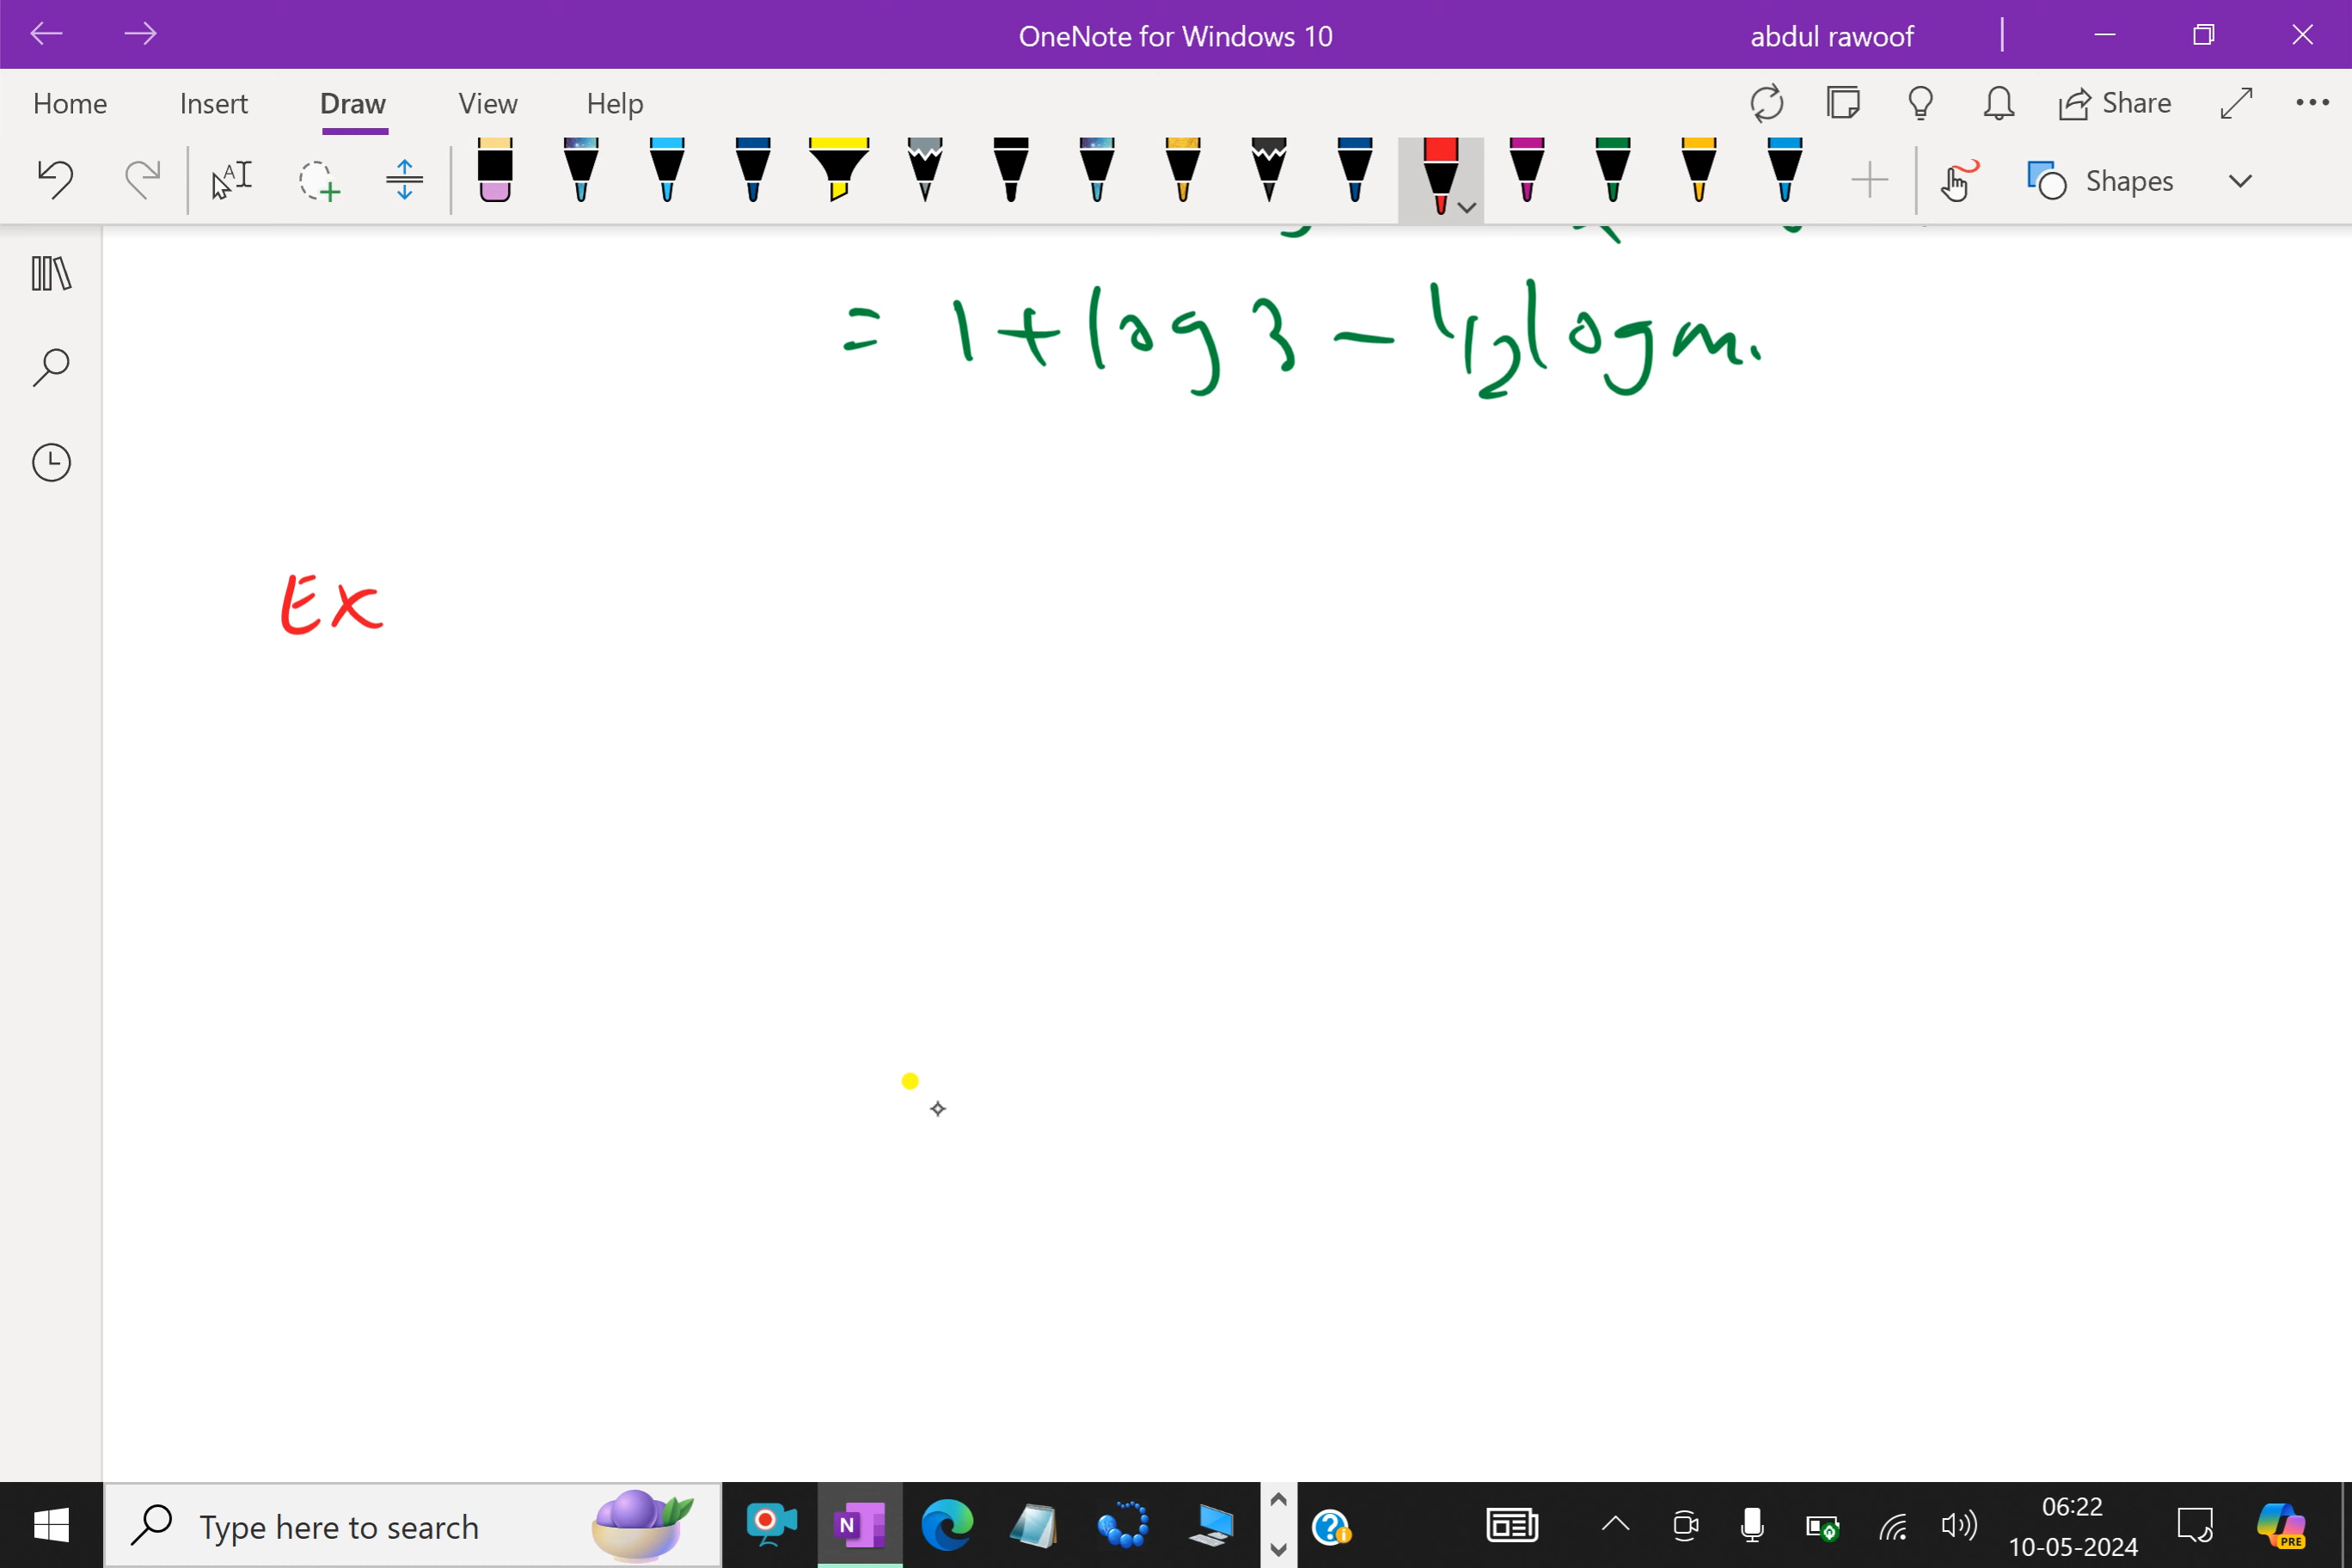 OneNote for Windows 10
abdul rawoof
Home Insert Draw View Help
Share
Shapes
= 1 + log 3 - 1/2 log m.
Ex
Type here to search
N
PRE
06:22
10-05-2024